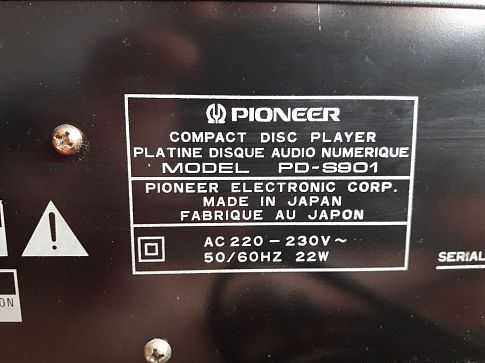 PIONEER
COMPACT DISC PLAYER
PLATINE DISQUE AUDIO NUMERIQUE
MODEL PD-S901
PIONEER ELECTRONIC CORP.
MADE IN JAPAN
FABRIQUE AU JAPON
AC 220 - 230V~
50/60HZ 22W
SERIAL
ON